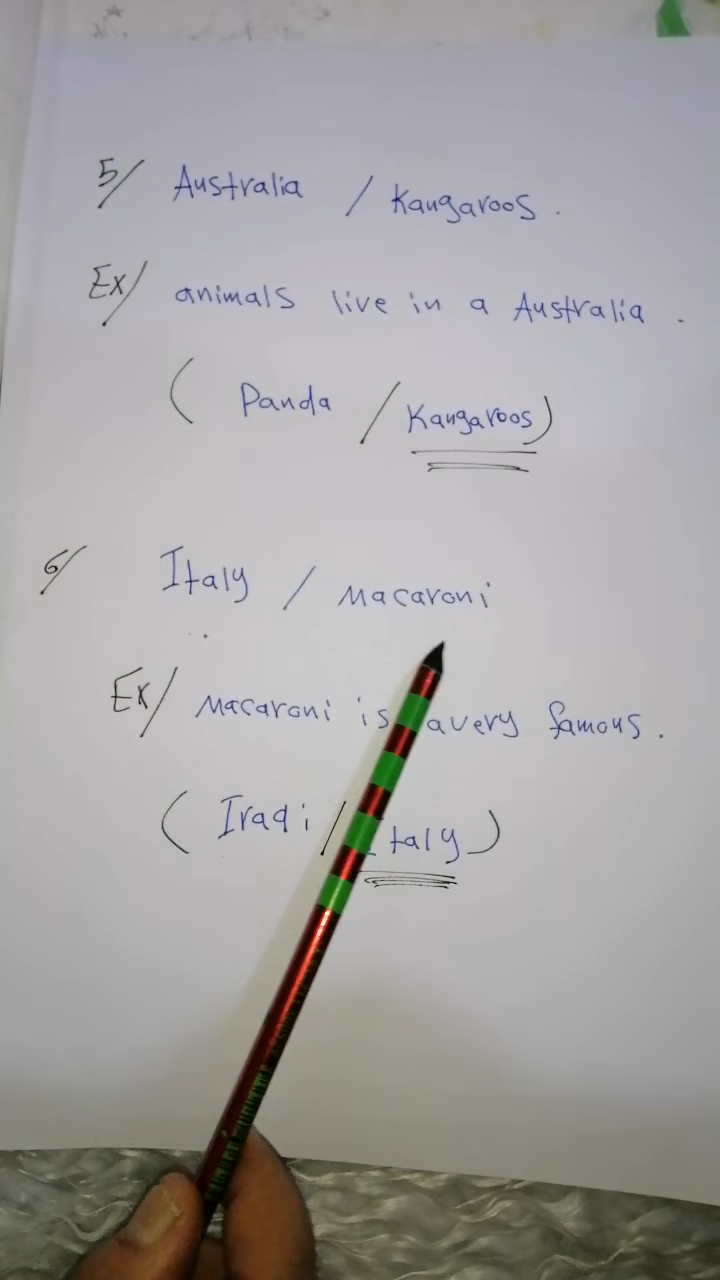 5/ Australia / Kangaroos.
Ex/ animals live in a Australia.
( Panda / Kangaroos)
6/ Italy / Macaroni
Ex/ Macaroni is avery famous.
( Iraqi / Italy )